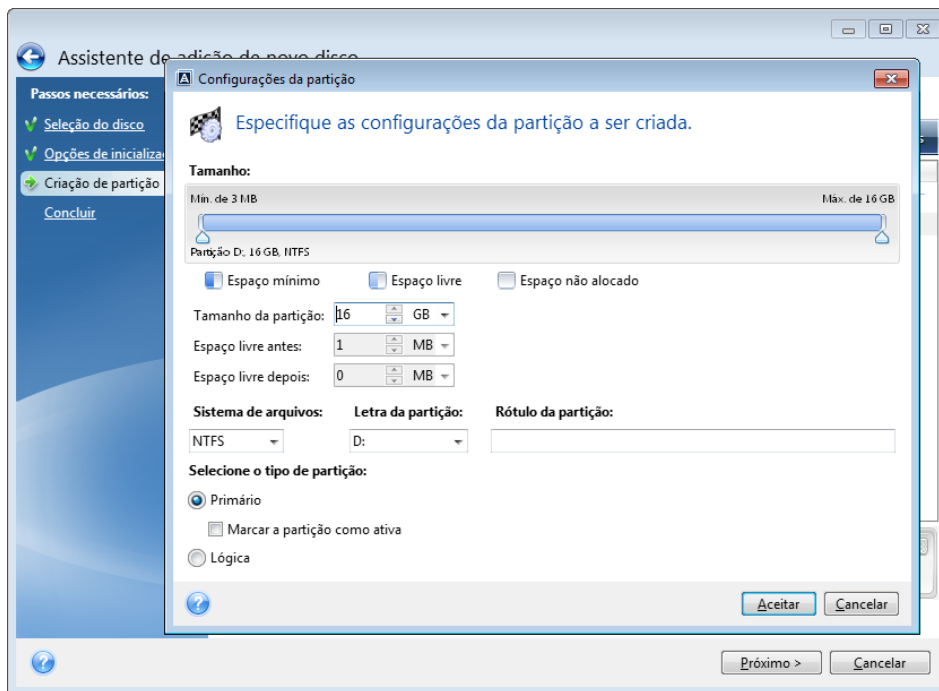 Assistente de adição de novo disco
Passos necessários:
Seleção do disco
Opções de inicializa
Criação de partição
Concluir
Configurações da partição
Especifique as configurações da partição a ser criada.
Tamanho:
Mín. de 3 MB Máx. de 16 GB
Partição D:, 16 GB, NTFS
Espaço mínimo Espaço livre Espaço não alocado
Tamanho da partição: 16 GB
Espaço livre antes: 1 MB
Espaço livre depois: 0 MB
Sistema de arquivos: Letra da partição: Rótulo da partição:
NTFS D:
Selecione o tipo de partição:
Primário
Marcar a partição como ativa
Lógica
Aceitar Cancelar
Próximo > Cancelar